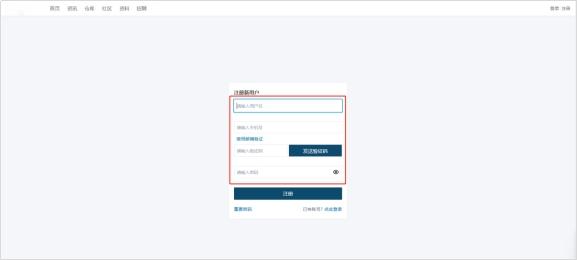 首页 资讯 仓库 社区 资料 招聘
登录 注册
注册新用户
请输入用户名
请输入手机号
使用邮箱验证
请输入验证码 发送验证码
请输入密码
注册
重置密码 已有账号？点此登录